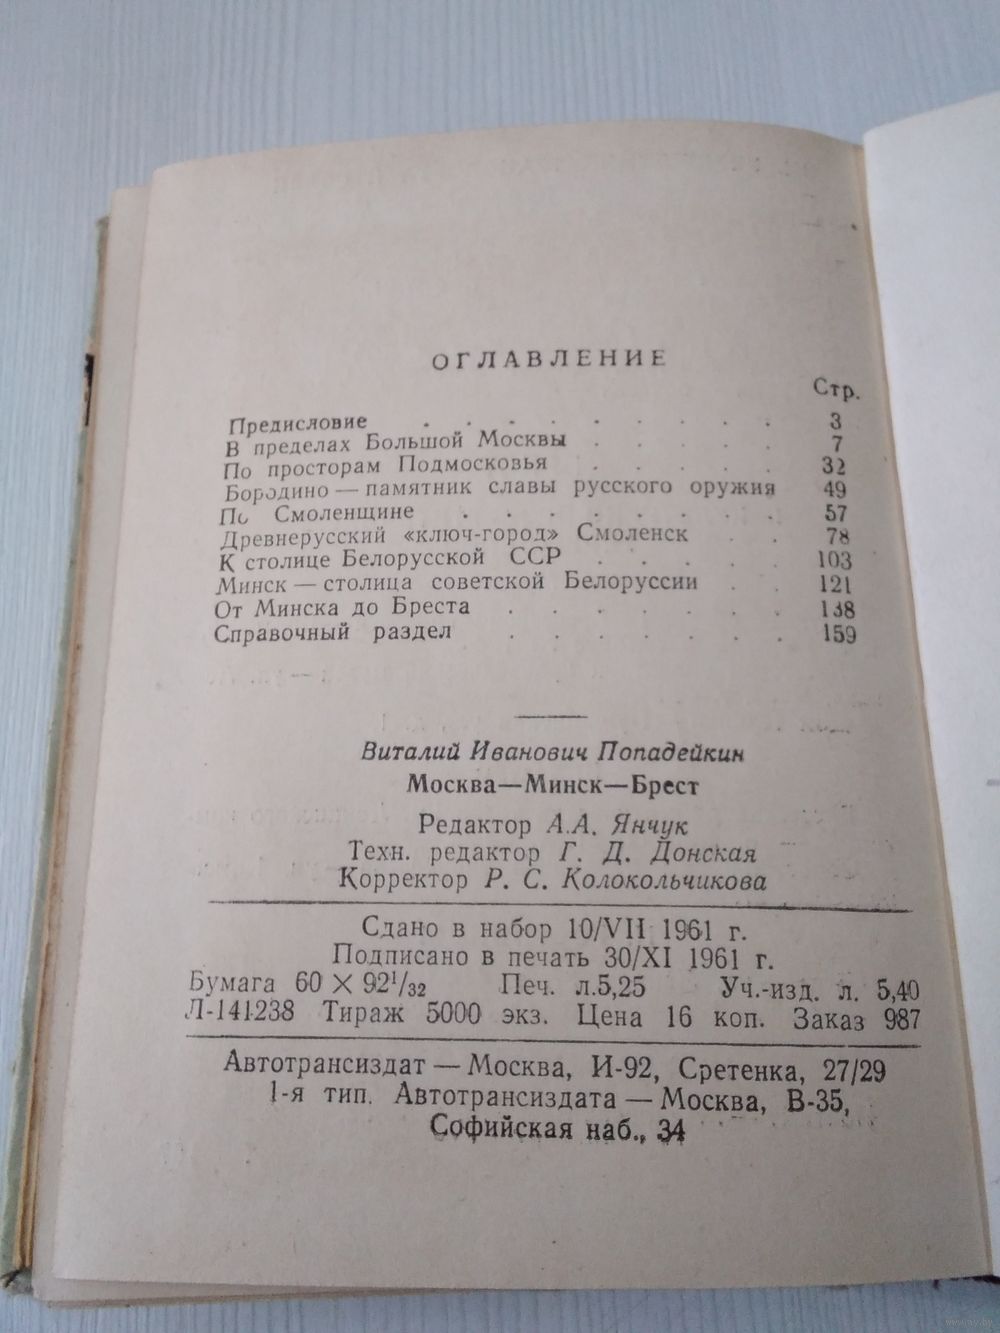 ОГЛАВЛЕНИЕ
Стр.
Предисловие . . . . . . . . 3
В пределах Большой Москвы . . . . . 7
По просторам Подмосковья . . . . . 32
Бородино — памятник славы русского оружия 49
По Смоленщине . . . . . . . . 57
Древнерусский «ключ-город» Смоленск . . 78
К столице Белорусской ССР . . . . . 103
Минск — столица советской Белоруссии . . 121
От Минска до Бреста . . . . . . . 138
Справочный раздел . . . . . . . 159
Виталий Иванович Попадейкин
Москва—Минск—Брест
Редактор А.А. Янчук
Техн. редактор Г. Д. Донская
Корректор Р. С. Колокольчикова
Сдано в набор 10/VII 1961 г.
Подписано в печать 30/XI 1961 г.
Бумага 60 × 92¹/₃₂ Печ. л.5,25 Уч.-изд. л. 5,40
Л-141238 Тираж 5000 экз. Цена 16 коп. Заказ 987
Автотрансиздат — Москва, И-92, Сретенка, 27/29
1-я тип. Автотрансиздата — Москва, В-35,
Софийская наб., 34